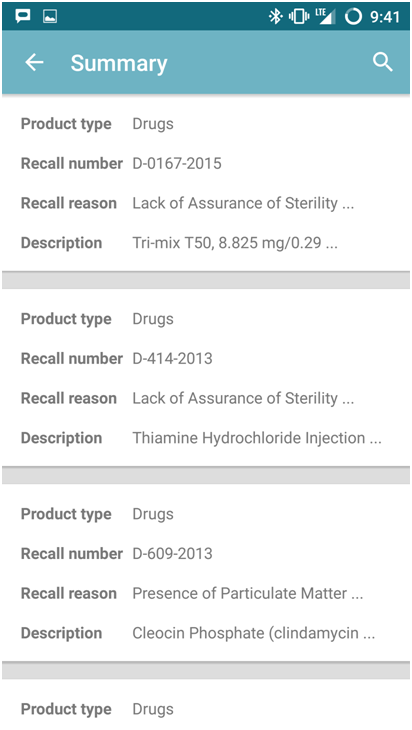 LTE 9:41
Summary
Product type Drugs
Recall number D-0167-2015
Recall reason Lack of Assurance of Sterility ...
Description Tri-mix T50, 8.825 mg/0.29 ...
Product type Drugs
Recall number D-414-2013
Recall reason Lack of Assurance of Sterility ...
Description Thiamine Hydrochloride Injection ...
Product type Drugs
Recall number D-609-2013
Recall reason Presence of Particulate Matter ...
Description Cleocin Phosphate (clindamycin ...
Product type Drugs